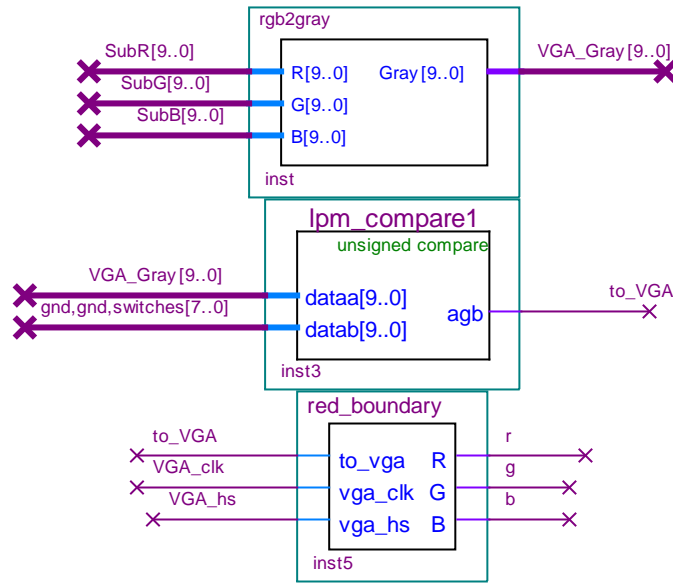 rgb2gray
SubR[9..0]
R[9..0]
Gray[9..0]
VGA_Gray[9..0]
SubG[9..0]
G[9..0]
SubB[9..0]
B[9..0]
inst
lpm_compare1
unsigned compare
VGA_Gray[9..0]
dataa[9..0]
gnd,gnd,switches[7..0]
datab[9..0]
agb
to_VGA
inst3
red_boundary
to_VGA
to_vga R
r
VGA_clk
vga_clk G
g
VGA_hs
vga_hs B
b
inst5